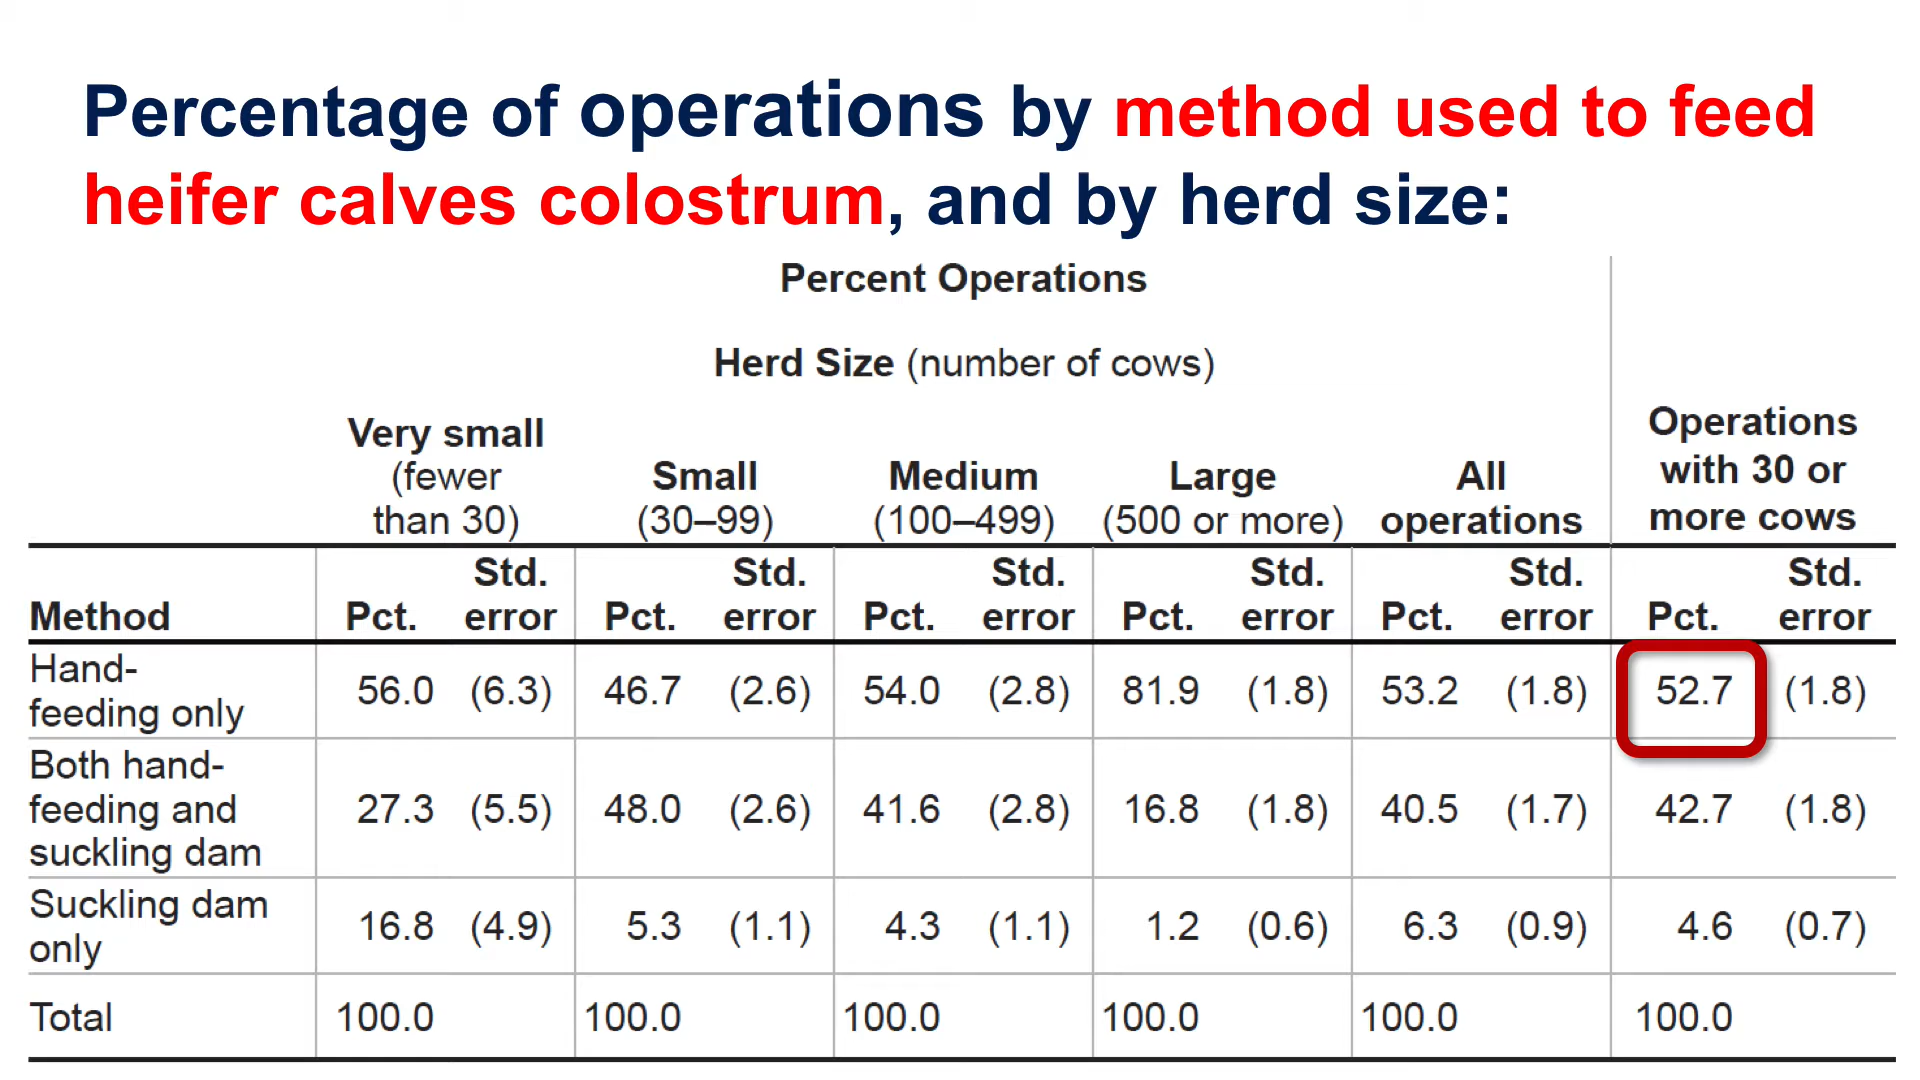 Percentage of operations by method used to feed
heifer calves colostrum, and by herd size:
Percent Operations
Herd Size (number of cows)
Very small (fewer than 30) Small (30–99) Medium (100–499) Large (500 or more) All operations Operations with 30 or more cows
Method Pct. Std. error Pct. Std. error Pct. Std. error Pct. Std. error Pct. Std. error Pct. Std. error
Hand-feeding only 56.0 (6.3) 46.7 (2.6) 54.0 (2.8) 81.9 (1.8) 53.2 (1.8) 52.7 (1.8)
Both hand-feeding and suckling dam 27.3 (5.5) 48.0 (2.6) 41.6 (2.8) 16.8 (1.8) 40.5 (1.7) 42.7 (1.8)
Suckling dam only 16.8 (4.9) 5.3 (1.1) 4.3 (1.1) 1.2 (0.6) 6.3 (0.9) 4.6 (0.7)
Total 100.0 100.0 100.0 100.0 100.0 100.0